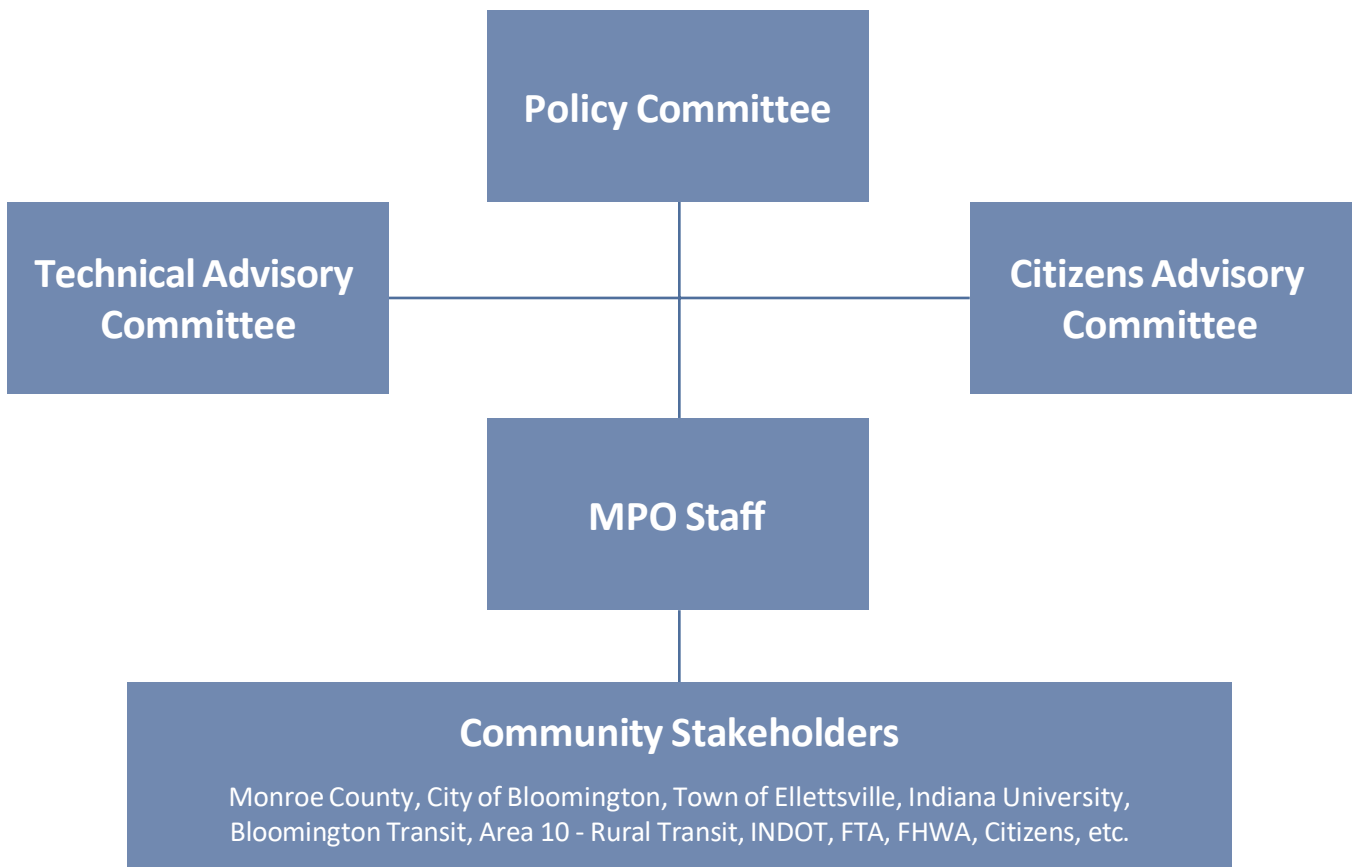 Policy Committee
Technical Advisory
Committee
Citizens Advisory
Committee
MPO Staff
Community Stakeholders
Monroe County, City of Bloomington, Town of Ellettsville, Indiana University,
Bloomington Transit, Area 10 - Rural Transit, INDOT, FTA, FHWA, Citizens, etc.